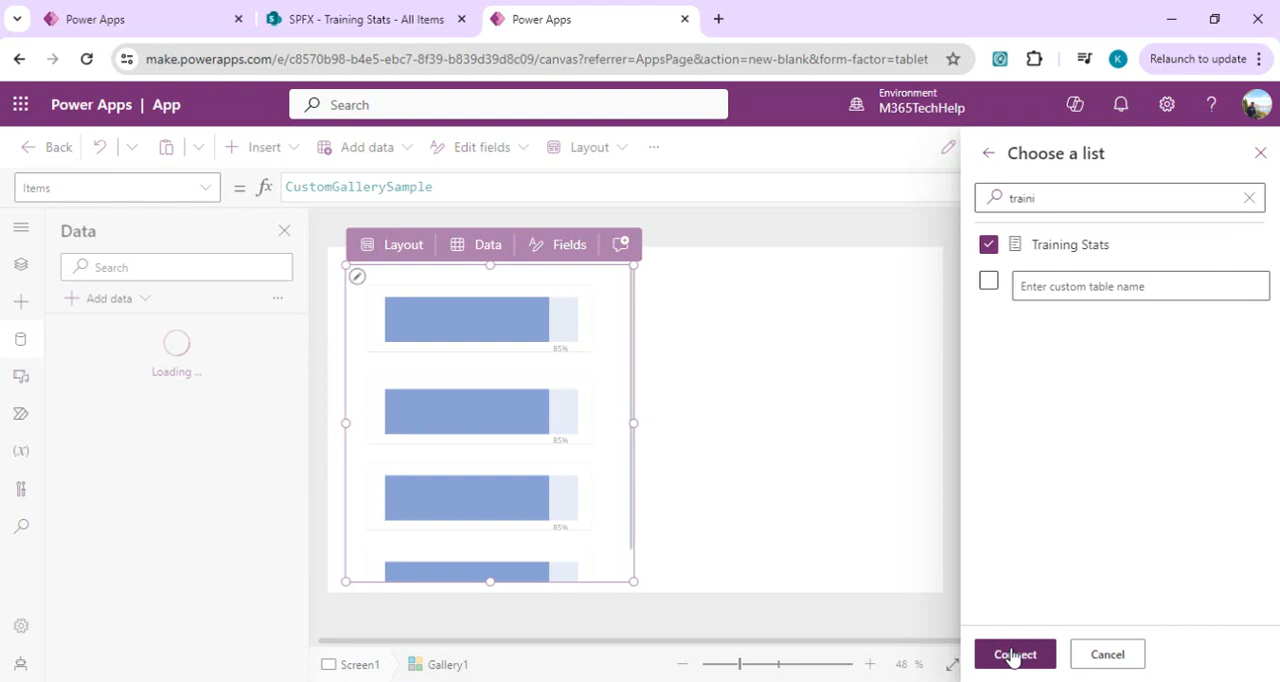 Power Apps
SPFX - Training Stats - All Items
Power Apps
make.powerapps.com/e/c8570b98-b4e5-ebc7-8f39-b839d39d8c09/canvas?referrer=AppsPage&action=new-blank&form-factor=tablet
K
Relaunch to update
Power Apps | App
Search
Environment
M365TechHelp
Back
Insert
Add data
Edit fields
Layout
Items
= fx CustomGallerySample
Data
Search
Add data
Loading ...
Layout
Data
Fields
85%
85%
85%
Choose a list
traini
Training Stats
Enter custom table name
Connect
Cancel
Screen1
Gallery1
48 %